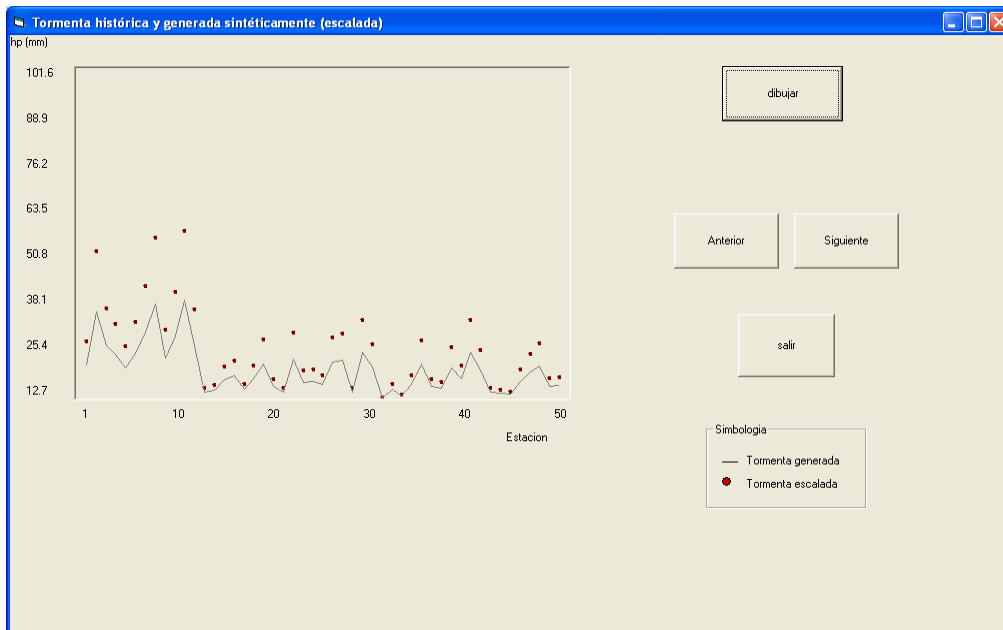 Tormenta histórica y generada sintéticamente (escalada)
hp (mm)
101.6
88.9
76.2
63.5
50.8
38.1
25.4
12.7
1 10 20 30 40 50
Estacion
dibujar
Anterior Siguiente
salir
Simbologia
Tormenta generada
Tormenta escalada